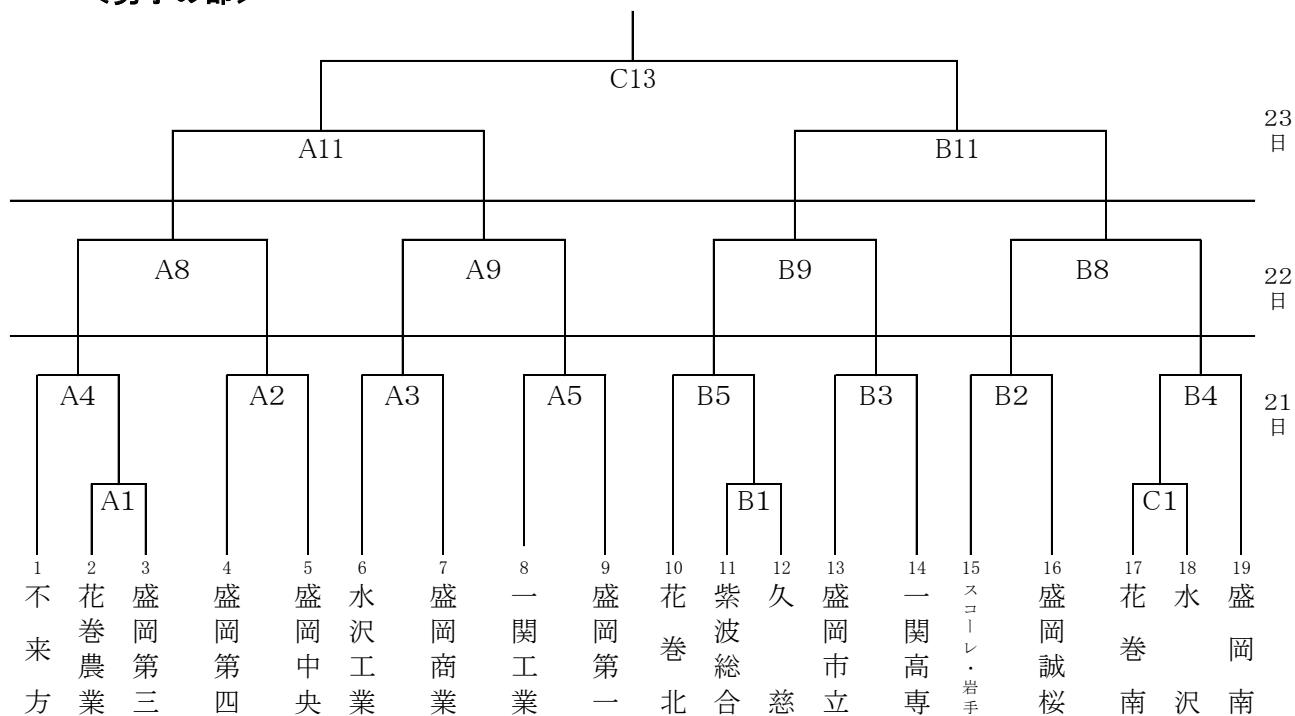 <男子の部>
C13
23日
A11
B11
A8
A9
B9
B8
22日
A4
A2
A3
A5
B5
B3
B2
B4
21日
A1
B1
C1
1 不来方
2 花巻農業
3 盛岡第三
4 盛岡第四
5 盛岡中央
6 水沢工業
7 盛岡商業
8 一関工業
9 盛岡第一
10 花巻北
11 紫波総合
12 久慈
13 盛岡市立
14 一関高専
15 スコーレ・岩手
16 盛岡誠桜
17 花巻南
18 水沢
19 盛岡南